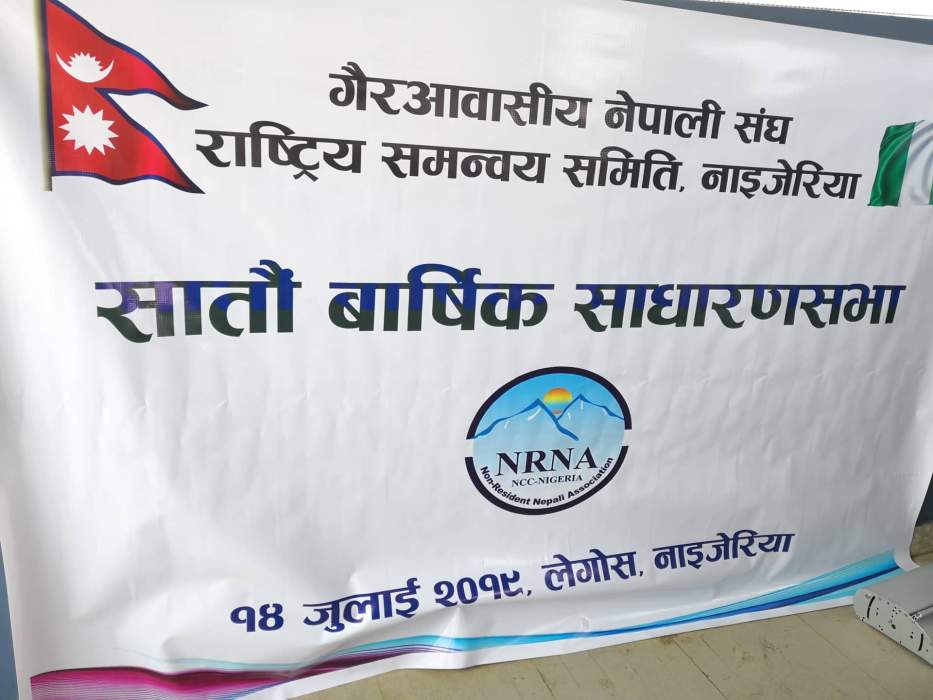 गैरआवासीय नेपाली संघ
राष्ट्रिय समन्वय समिति, नाइजेरिया
सातौं बार्षिक साधारणसभा
NRNA
NCC-NIGERIA
Non-Resident Nepali Association
१४ जुलाई २०१९, लेगोस, नाइजेरिया